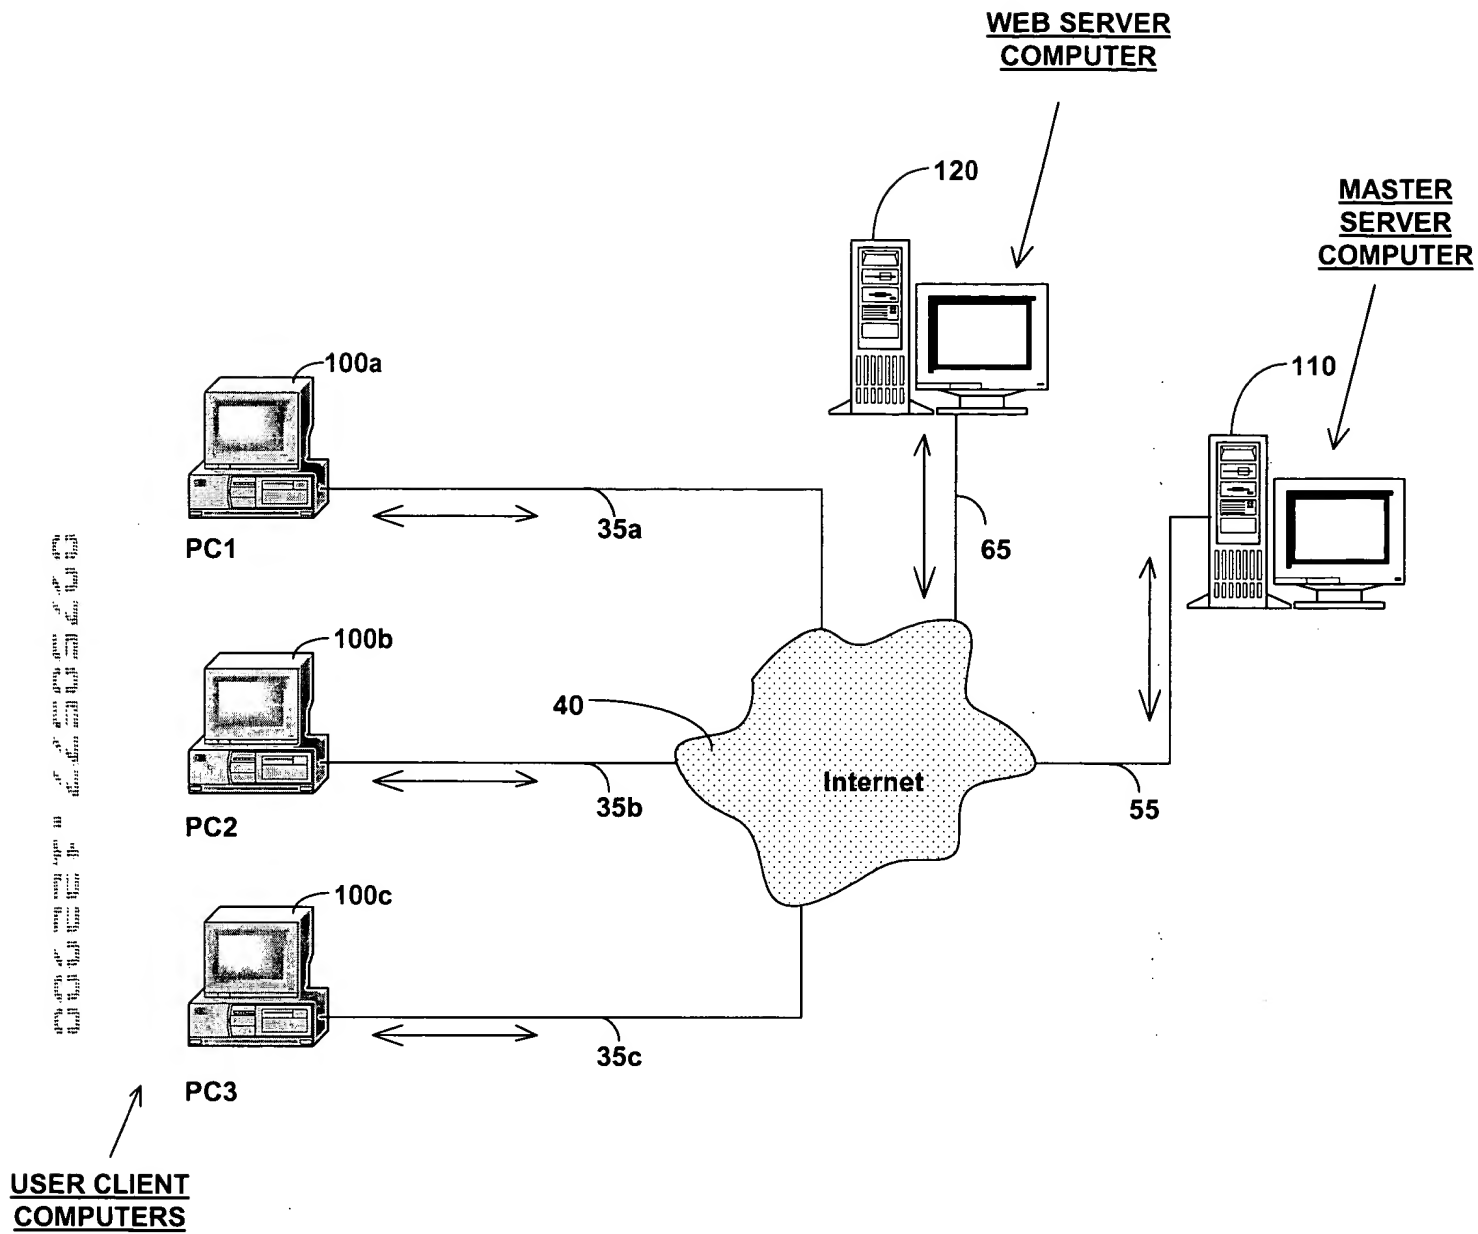 WEB SERVER
COMPUTER
120
MASTER
SERVER
COMPUTER
100a
110
35a
PC1
65
100b
40
Internet
35b
55
PC2
100c
35c
PC3
USER CLIENT
COMPUTERS